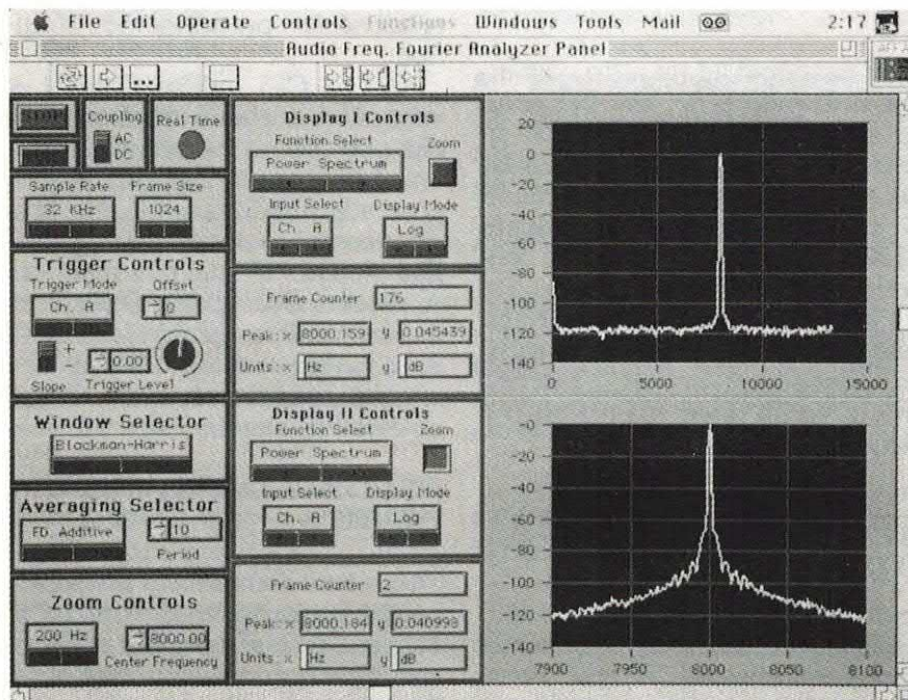 File Edit Operate Controls Functions Windows Tools Mail 2:17
Audio Freq. Fourier Analyzer Panel
STOP
Coupling
AC
DC
Real Time
Sample Rate Frame Size
32 KHz 1024
Trigger Controls
Trigger Mode Offset
Ch. A 0
+
-
0.00
Slope Trigger Level
Window Selector
Blackman-Harris
Averaging Selector
FD. Additive 10
Period
Zoom Controls
200 Hz 8000.00
Center Frequency
Display I Controls
Function Select Zoom
Power Spectrum
Input Select Display Mode
Ch. A Log
Frame Counter 176
Peak: x 8000.159 y 0.045439
Units: x Hz y dB
Display II Controls
Function Select Zoom
Power Spectrum
Input Select Display Mode
Ch. A Log
Frame Counter 2
Peak: x 8000.184 y 0.040998
Units: x Hz y dB
20
0
-20
-40
-60
-80
-100
-120
-140
0 5000 10000 15000
-0
-20
-40
-60
-80
-100
-120
-140
7900 7950 8000 8050 8100